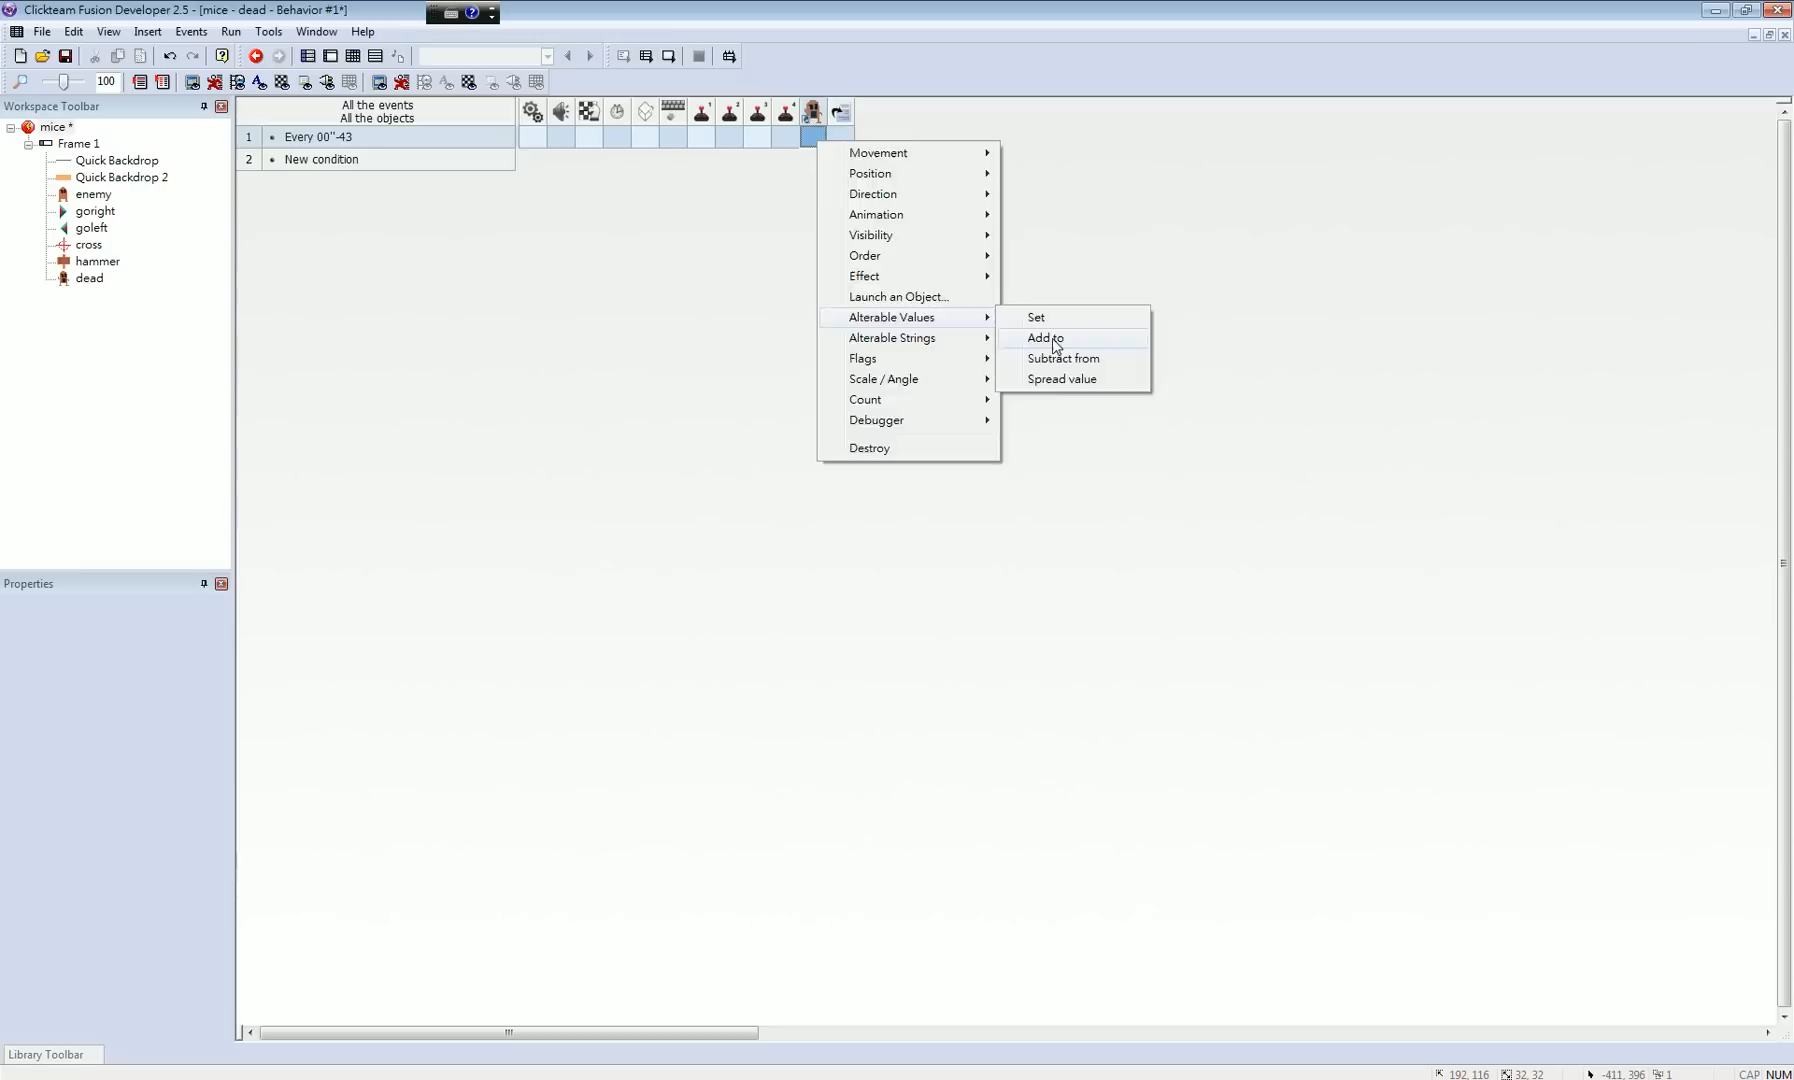 Clickteam Fusion Developer 2.5 - [mice - dead - Behavior #1*]
File Edit View Insert Events Run Tools Window Help
100
Workspace Toolbar
mice *
Frame 1
Quick Backdrop
Quick Backdrop 2
enemy
goright
goleft
cross
hammer
dead
Properties
Library Toolbar
All the events
All the objects
1 • Every 00"-43
2 • New condition
1 2 3 4
Movement
Position
Direction
Animation
Visibility
Order
Effect
Launch an Object...
Alterable Values
Alterable Strings
Flags
Scale / Angle
Count
Debugger
Destroy
Set
Add to
Subtract from
Spread value
192, 116 32, 32 -411, 396 1 CAP NUM